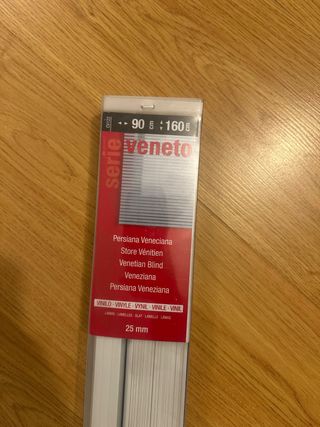 90 cm 160 cm
serie veneto
Persiana Veneciana
Store Vénitien
Venetian Blind
Veneziana
Persiana Veneziana
VINILO · VINYLE · VYNIL · VINILE · VINIL
25 mm